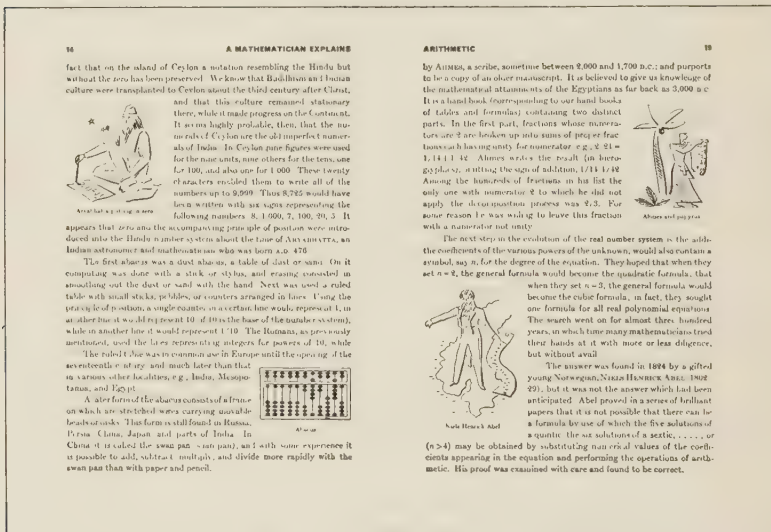 16 A MATHEMATICIAN EXPLAINS
fact that on the island of Ceylon a notation resembling the Hindu but
without the zero has been preserved We know that Buddhism and Indian
culture were transplanted to Ceylon about the third century after Christ,
and that this culture remained stationary
there, while it made progress on the Continent.
It seems highly probable, then, that the nu-
merals of Ceylon are the old imperfect numer-
als of India In Ceylon nine figures were used
for the nine units, nine others for the tens, one
for 100, and also one for 1 000 These twenty
characters enabled them to write all of the
numbers up to 9,999 Thus 8,725 would have
been written with six signs representing the
following numbers 8, 1,000, 7, 100, 20, 5 It
appears that zero and the accompanying principle of position were intro-
duced into the Hindu number system about the time of ARYABHATTA, an
Indian astronomer and mathematician who was born A.D. 476
The first abacus was a dust abacus, a table of dust or sand On it
computing was done with a stick or stylus, and erasing consisted in
smoothing out the dust or sand with the hand Next was used a ruled
table with small sticks, pebbles, or counters arranged in lines Using the
principle of position, a single counter in a certain line would represent 1, in
another line it would represent 10 (if 10 is the base of the number system),
while in another line it would represent 1/10 The Romans, as previously
mentioned, used the lines representing integers for powers of 10, while
The ruled table was in common use in Europe until the opening of the
seventeenth century and much later than that
in various other localities, e.g., India, Mesopo-
tamia, and Egypt
A later form of the abacus consists of a frame
on which are stretched wires carrying movable
beads or disks This form is still found in Russia,
Persia China, Japan and parts of India In
China it is called the swan pan and with some experience it
is possible to add, subtract multiply, and divide more rapidly with the
swan pan than with paper and pencil.
Abacus
ARITHMETIC 19
by AHMES, a scribe, sometime between 2,000 and 1,700 B.C.; and purports
to be a copy of an older manuscript. It is believed to give us knowledge of
the mathematical attainments of the Egyptians as far back as 3,000 B C
It is a hand book (corresponding to our hand books
of tables and formulas) containing two distinct
parts. In the first part, fractions whose numera-
tors are 2 are broken up into sums of proper frac
tions each having unity for numerator e.g., 2 21 =
1/14 + 1 42 Ahmes writes the result (in hiero-
glyphics), omitting the sign of addition, 1/14 1/42
Among the hundreds of fractions in his list the
only one with numerator 2 to which he did not
apply the decomposition process was 2/3. For
some reason he was willing to leave this fraction
with a numerator not unity
Ahmes and papyrus
The next step in the evolution of the real number system is the addi-
the coefficients of the various powers of the unknown, would also contain a
symbol, say n, for the degree of the equation. They hoped that when they
set n = 2, the general formula would become the quadratic formula, that
when they set n = 3, the general formula would
become the cubic formula, in fact, they sought
one formula for all real polynomial equations
The search went on for almost three hundred
years, in which time many mathematicians tried
their hands at it with more or less diligence,
but without avail
The answer was found in 1824 by a gifted
young Norwegian, NIELS HENRICK ABEL 1802
29), but it was not the answer which had been
anticipated Abel proved in a series of brilliant
papers that it is not possible that there can be
a formula by use of which the five solutions of
a quintic the six solutions of a sextic, . . . . , or
Niels Henrick Abel
(n > 4) may be obtained by substituting numerical values of the coeffi-
cients appearing in the equation and performing the operations of arith-
metic. His proof was examined with care and found to be correct.